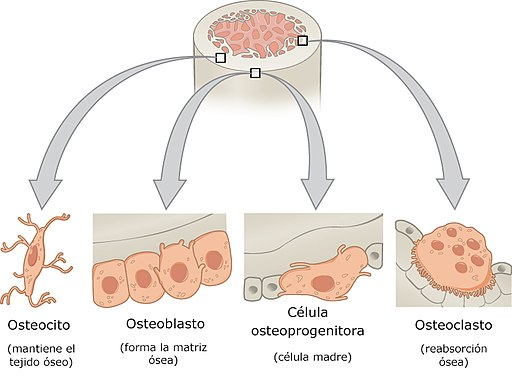 Osteocito
(mantiene el
tejido óseo)
Osteoblasto
(forma la matriz
ósea)
Célula
osteoprogenitora
(célula madre)
Osteoclasto
(reabsorción
ósea)